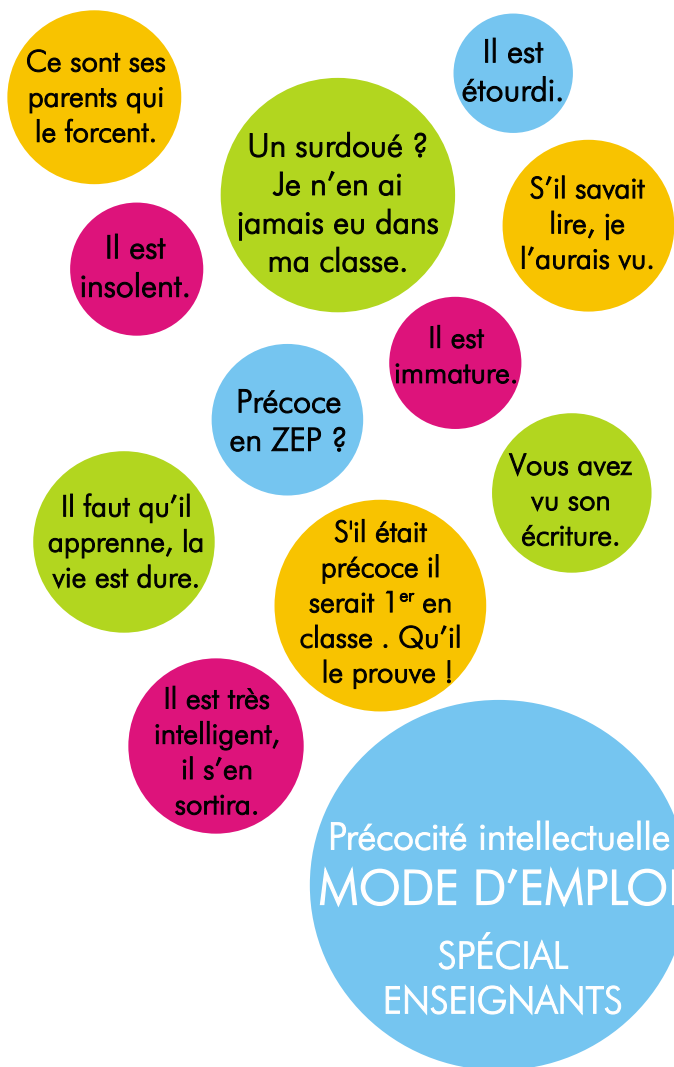 Ce sont ses
parents qui
le forcent.
Il est
étourdi.
Un surdoué ?
Je n'en ai
jamais eu dans
ma classe.
S'il savait
lire, je
l'aurais vu.
Il est
insolent.
Il est
immature.
Précoce
en ZEP ?
Vous avez
vu son
écriture.
Il faut qu'il
apprenne, la
vie est dure.
S'il était
précoce il
serait 1er en
classe . Qu'il
le prouve !
Il est très
intelligent,
il s'en
sortira.
Précocité intellectuelle
MODE D'EMPLOI
SPÉCIAL
ENSEIGNANTS